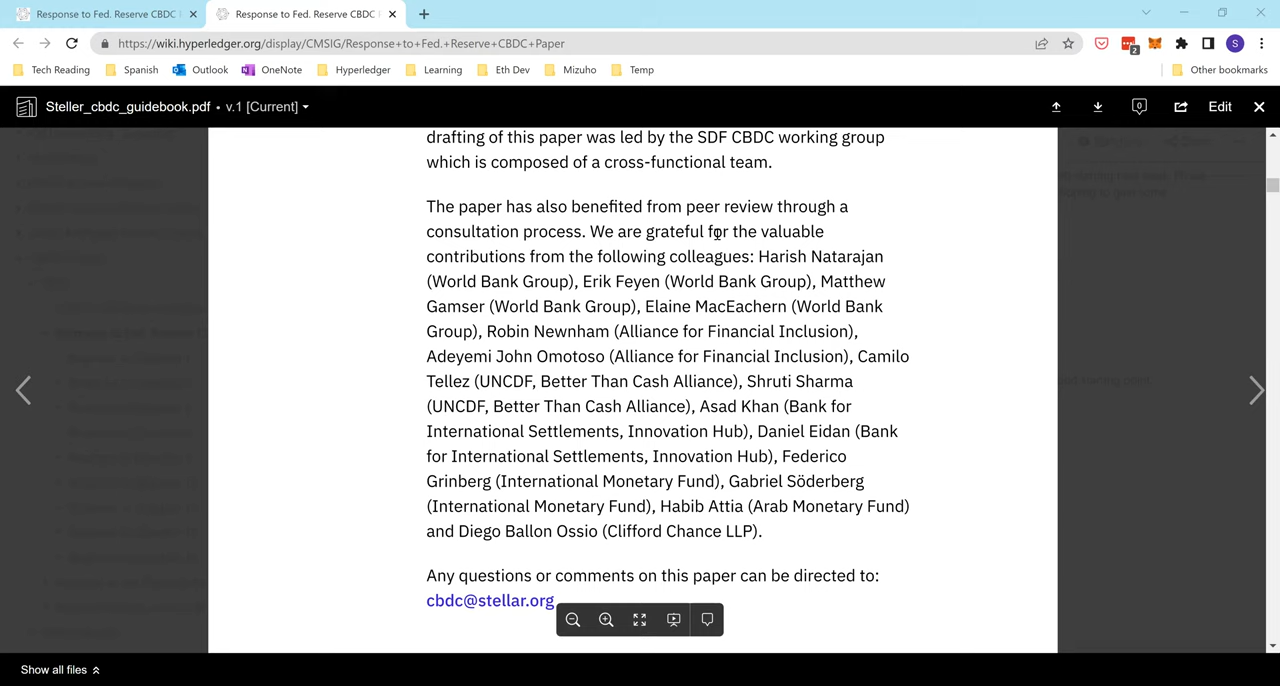 Response to Fed. Reserve CBDC
Response to Fed. Reserve CBDC
https://wiki.hyperledger.org/display/CMSIG/Response+to+Fed.+Reserve+CBDC+Paper
2
S
Tech Reading
Spanish
Outlook
OneNote
Hyperledger
Learning
Eth Dev
Mizuho
Temp
Other bookmarks
Steller_cbdc_guidebook.pdf • v.1 [Current]
0
Edit
drafting of this paper was led by the SDF CBDC working group
which is composed of a cross-functional team.
The paper has also benefited from peer review through a
consultation process. We are grateful for the valuable
contributions from the following colleagues: Harish Natarajan
(World Bank Group), Erik Feyen (World Bank Group), Matthew
Gamser (World Bank Group), Elaine MacEachern (World Bank
Group), Robin Newnham (Alliance for Financial Inclusion),
Adeyemi John Omotoso (Alliance for Financial Inclusion), Camilo
Tellez (UNCDF, Better Than Cash Alliance), Shruti Sharma
(UNCDF, Better Than Cash Alliance), Asad Khan (Bank for
International Settlements, Innovation Hub), Daniel Eidan (Bank
for International Settlements, Innovation Hub), Federico
Grinberg (International Monetary Fund), Gabriel Söderberg
(International Monetary Fund), Habib Attia (Arab Monetary Fund)
and Diego Ballon Ossio (Clifford Chance LLP).
Any questions or comments on this paper can be directed to:
cbdc@stellar.org
Show all files